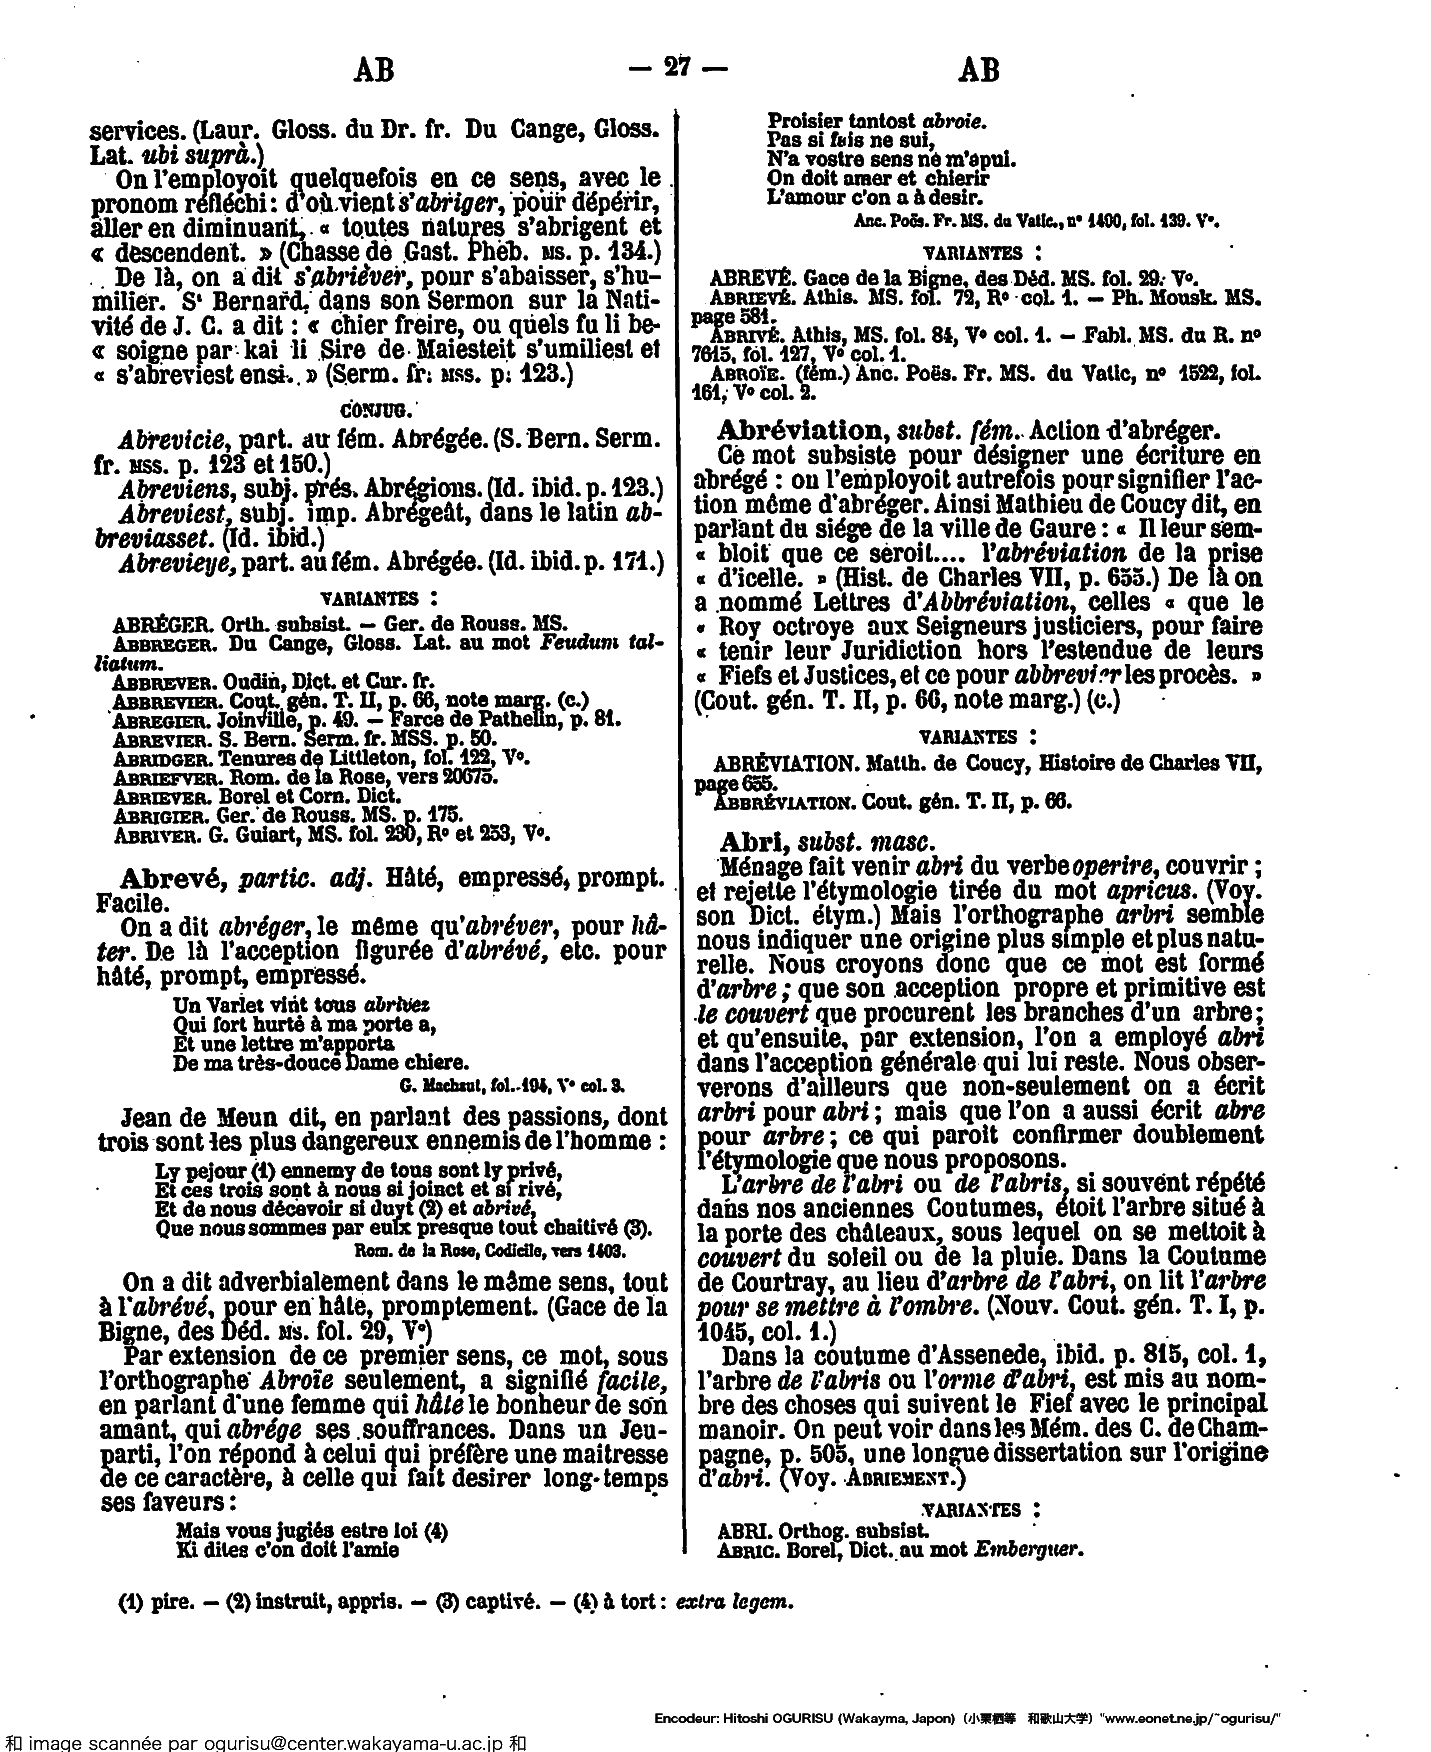 AB — 27 — AB
services. (Laur. Gloss. du Dr. fr. Du Cange, Gloss.
Lat. ubi suprà.)
On l'employoit quelquefois en ce sens, avec le
pronom réfléchi : d'où vient s'abriger, pour dépérir,
aller en diminuant, « toutes natures s'abrigent et
« descendent. » (Chasse de Gast. Phéb. MS. p. 134.)
De là, on a dit s'abriéver, pour s'abaisser, s'hu-
milier. St Bernard, dans son Sermon sur la Nati-
vité de J. C. a dit : « chier freire, ou quels fu li be-
« soigne par kai li Sire de Maiesteit s'umiliest et
« s'abreviest ensi. » (Serm. fr. MSS. p. 123.)
CONJUG.
Abrevicie, part. au fém. Abrégée. (S. Bern. Serm.
fr. MSS. p. 123 et 150.)
Abreviens, subj. prés. Abrégions. (Id. ibid. p. 123.)
Abreviest, subj. imp. Abrégeât, dans le latin ab-
breviasset. (Id. ibid.)
Abrevieye, part. au fém. Abrégée. (Id. ibid. p. 171.)
VARIANTES :
ABRÉGER. Orth. subsist. — Ger. de Rouss. MS.
ABBREGER. Du Cange, Gloss. Lat. au mot Feudum tal-
liatum.
ABBREVER. Oudin, Dict. et Cur. fr.
ABBREVIER. Cout. gén. T. II, p. 66, note marg. (c.)
ABREGIER. Joinville, p. 49. — Farce de Pathelin, p. 81.
ABREVIER. S. Bern. Serm. fr. MSS. p. 50.
ABRIDGER. Tenures de Littleton, fol. 122, Vo.
ABRIEFVER. Rom. de la Rose, vers 20675.
ABRIEVER. Borel et Corn. Dict.
ABRIGIER. Ger. de Rouss. MS. p. 175.
ABRIVER. G. Guiart, MS. fol. 230, Ro et 253, Vo.
Abrevé, partic. adj. Hâté, empressé, prompt.
Facile.
On a dit abréger, le même qu'abréver, pour hâ-
ter. De là l'acception figurée d'abrévé, etc. pour
hâté, prompt, empressé.
Un Varlet vint tous abrivez
Qui fort hurté à ma porte a,
Et une lettre m'apporta
De ma très-douce Dame chiere.
G. Machaut, fol. 194, Vo col. 3.
Jean de Meun dit, en parlant des passions, dont
trois sont les plus dangereux ennemis de l'homme :
Ly pejour (1) ennemy de tous sont ly privé,
Et ces trois sont à nous si joinct et si rivé,
Et de nous décevoir si duyt (2) et abrivé,
Que nous sommes par eulx presque tout chaitivé (3).
Rom. de la Rose, Codicile, vers 1403.
On a dit adverbialement dans le même sens, tout
à l'abrévé, pour en hâte, promptement. (Gace de la
Bigne, des Déd. MS. fol. 29, Vo)
Par extension de ce premier sens, ce mot, sous
l'orthographe Abroïe seulement, a signifié facile,
en parlant d'une femme qui hâte le bonheur de son
amant, qui abrége ses souffrances. Dans un Jeu-
parti, l'on répond à celui qui préfère une maitresse
de ce caractère, à celle qui fait desirer long-temps
ses faveurs :
Mais vous jugiés estre loi (4)
Ki dites c'on doit l'amie
Proisier tantost abroie.
Pas si fais ne sui,
N'a vostre sens ne m'apui.
On doit amer et chierir
L'amour c'on a à desir.
Anc. Poës. Fr. MS. du Vatic., no 1400, fol. 139. Vo.
VARIANTES :
ABREVÉ. Gace de la Bigne, des Déd. MS. fol. 29. Vo.
ABRIEVÉ. Athis. MS. fol. 72, Ro col. 1. — Ph. Mousk. MS.
page 581.
ABRIVÉ. Athis, MS. fol. 84, Vo col. 1. — Fabl. MS. du R. no
7615, fol. 127, Vo col. 1.
ABROÏE. (fém.) Anc. Poës. Fr. MS. du Vatic, no 1522, fol.
161, Vo col. 2.
Abréviation, subst. fém. Action d'abréger.
Ce mot subsiste pour désigner une écriture en
abrégé : on l'employoit autrefois pour signifier l'ac-
tion même d'abréger. Ainsi Mathieu de Coucy dit, en
parlant du siége de la ville de Gaure : « Il leur sem-
« bloit que ce seroit.... l'abréviation de la prise
« d'icelle. » (Hist. de Charles VII, p. 655.) De là on
a nommé Lettres d'Abbréviation, celles « que le
« Roy octroye aux Seigneurs justiciers, pour faire
« tenir leur Juridiction hors l'estendue de leurs
« Fiefs et Justices, et ce pour abbrevier les procès. »
(Cout. gén. T. II, p. 66, note marg.) (c.)
VARIANTES :
ABRÉVIATION. Matth. de Coucy, Histoire de Charles VII,
page 655.
ABBRÉVIATION. Cout. gén. T. II, p. 66.
Abri, subst. masc.
Ménage fait venir abri du verbe operire, couvrir ;
et rejette l'étymologie tirée du mot apricus. (Voy.
son Dict. étym.) Mais l'orthographe arbri semble
nous indiquer une origine plus simple et plus natu-
relle. Nous croyons donc que ce mot est formé
d'arbre ; que son acception propre et primitive est
le couvert que procurent les branches d'un arbre ;
et qu'ensuite, par extension, l'on a employé abri
dans l'acception générale qui lui reste. Nous obser-
verons d'ailleurs que non-seulement on a écrit
arbri pour abri ; mais que l'on a aussi écrit abre
pour arbre ; ce qui paroît confirmer doublement
l'étymologie que nous proposons.
L'arbre de l'abri ou de l'abris, si souvent répété
dans nos anciennes Coutumes, étoit l'arbre situé à
la porte des châteaux, sous lequel on se mettoit à
couvert du soleil ou de la pluie. Dans la Coutume
de Courtray, au lieu d'arbre de l'abri, on lit l'arbre
pour se mettre à l'ombre. (Nouv. Cout. gén. T. I, p.
1045, col. 1.)
Dans la coutume d'Assenede, ibid. p. 815, col. 1,
l'arbre de l'abris ou l'orme d'abri, est mis au nom-
bre des choses qui suivent le Fief avec le principal
manoir. On peut voir dans les Mém. des C. de Cham-
pagne, p. 505, une longue dissertation sur l'origine
d'abri. (Voy. ABRIEMENT.)
VARIANTES :
ABRI. Orthog. subsist.
ABRIC. Borel, Dict. au mot Emberguer.
(1) pire. — (2) instruit, appris. — (3) captivé. — (4) à tort : extra legem.
Encodeur: Hitoshi OGURISU (Wakayma, Japon) (小栗栖等 和歌山大学) "www.eonet.ne.jp/~ogurisu/"
和 image scannée par ogurisu@center.wakayama-u.ac.jp 和